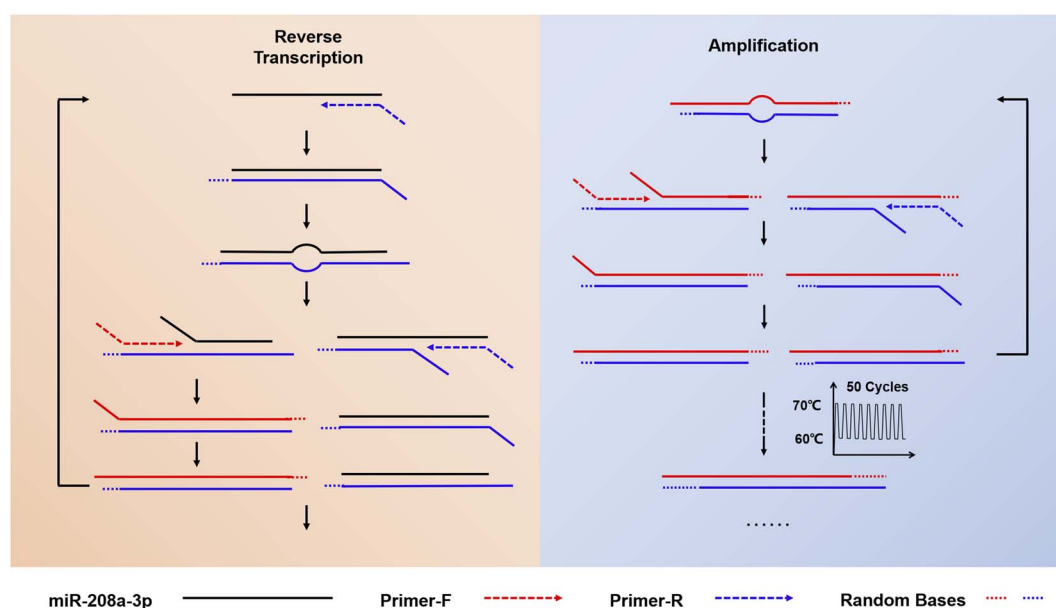 Reverse
Transcription
Amplification
50 Cycles
70℃
60℃
......
miR-208a-3p
Primer-F
Primer-R
Random Bases